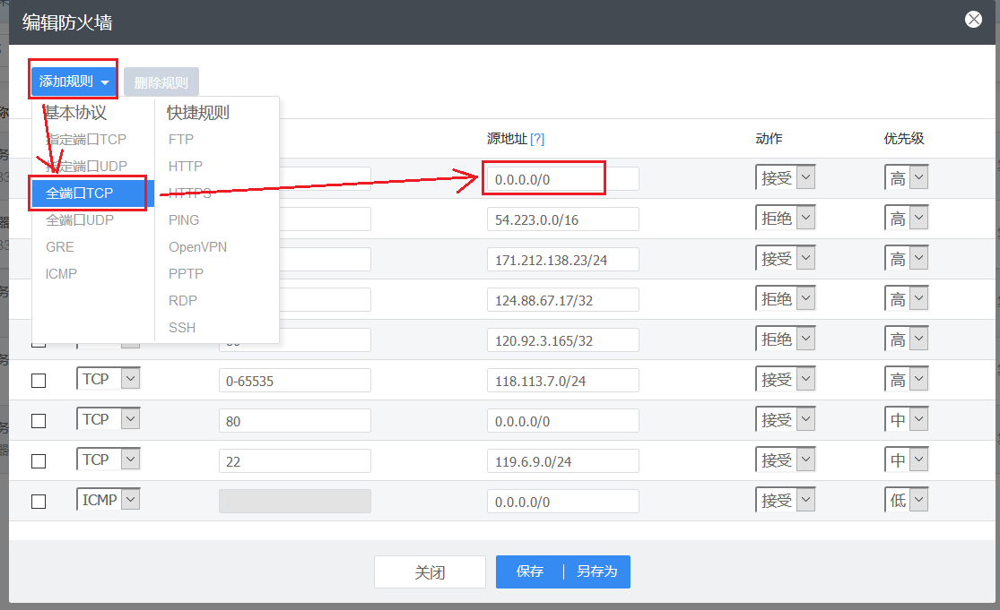 编辑防火墙
添加规则 删除规则
基本协议 快捷规则
源地址 [?] 动作 优先级
指定端口TCP FTP
指定端口UDP HTTP
0.0.0.0/0 接受 高
全端口TCP HTTPS
全端口UDP PING 54.223.0.0/16 拒绝 高
GRE OpenVPN
171.212.138.23/24 接受 高
ICMP PPTP
RDP 124.88.67.17/32 拒绝 高
SSH
120.92.3.165/32 拒绝 高
TCP 0-65535 118.113.7.0/24 接受 高
TCP 80 0.0.0.0/0 接受 中
TCP 22 119.6.9.0/24 接受 中
ICMP 0.0.0.0/0 接受 低
关闭 保存 另存为